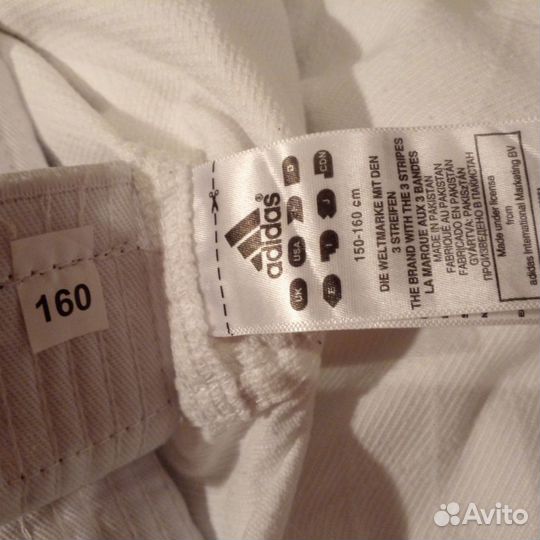 160
adidas®
UK
USA
F
I
J
D
CDN
150-160 cm
DIE WELTMARKE MIT DEN
3 STREIFEN
THE BRAND WITH THE 3 STRIPES
LA MARQUE AUX 3 BANDES
MADE IN PAKISTAN
FABRIQUÉ AU PAKISTAN
FABRICADO EN PAKISTAN
GYÁRTVA: PAKISTAN
ПРОИЗВЕДЕНО В ПАКИСТАН
Made under license
from
adidas International Marketing BV
Avito